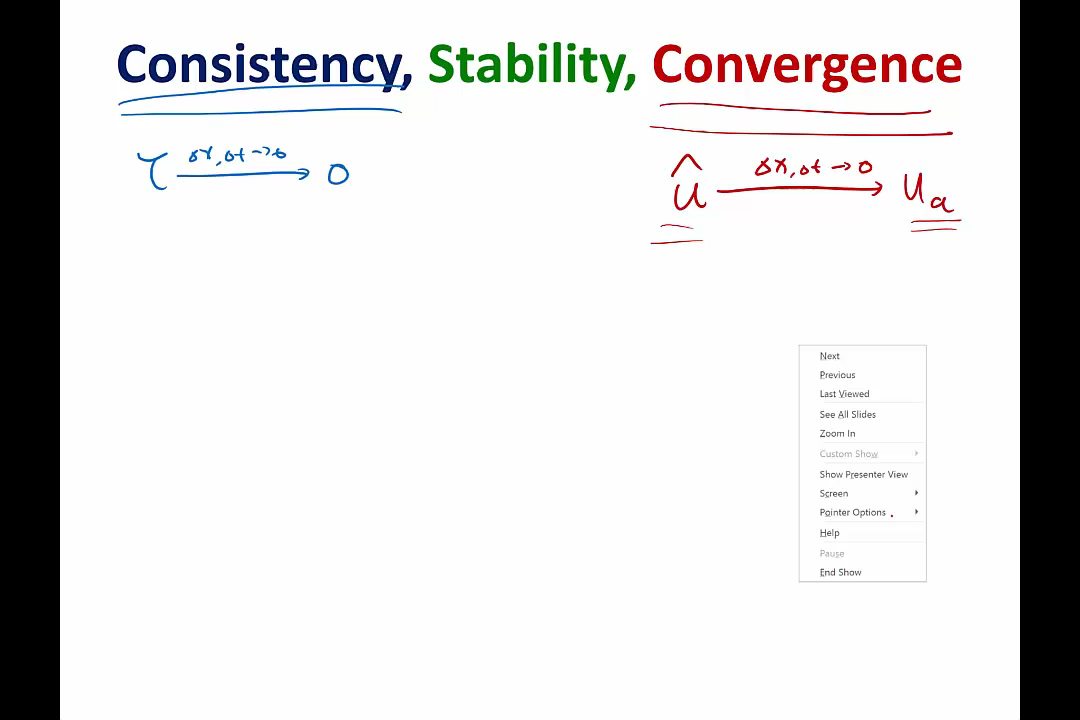 Consistency, Stability, Convergence
τ Δx, Δt → 0 0
û Δx, Δt → 0 u_a
Next
Previous
Last Viewed
See All Slides
Zoom In
Custom Show
Show Presenter View
Screen
Pointer Options
Help
Pause
End Show